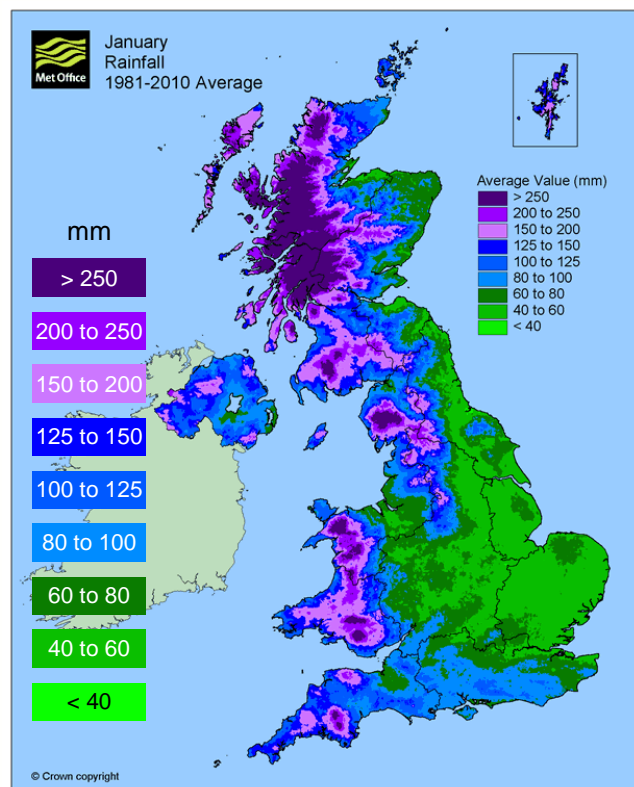 January
Rainfall
1981-2010 Average
Met Office
Average Value (mm)
> 250
200 to 250
150 to 200
125 to 150
100 to 125
80 to 100
60 to 80
40 to 60
< 40
mm
> 250
200 to 250
150 to 200
125 to 150
100 to 125
80 to 100
60 to 80
40 to 60
< 40
© Crown copyright